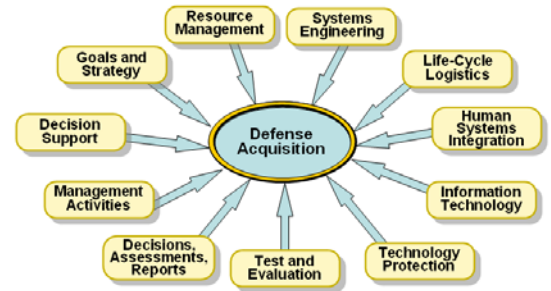 Resource
Management
Systems
Engineering
Goals and
Strategy
Life-Cycle
Logistics
Decision
Support
Defense
Acquisition
Human
Systems
Integration
Management
Activities
Information
Technology
Decisions,
Assessments,
Reports
Test and
Evaluation
Technology
Protection